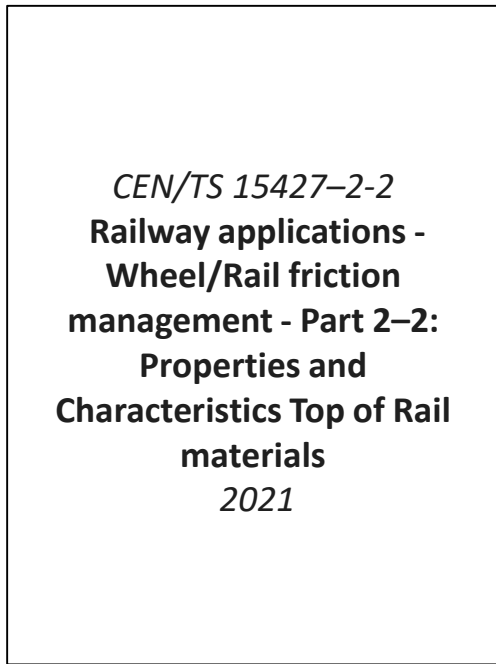 CEN/TS 15427–2-2
Railway applications -
Wheel/Rail friction
management - Part 2–2:
Properties and
Characteristics Top of Rail
materials
2021